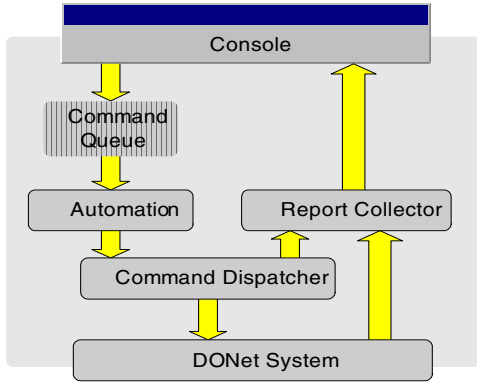 Console
Command
Queue
Automation
Report Collector
Command Dispatcher
DONet System